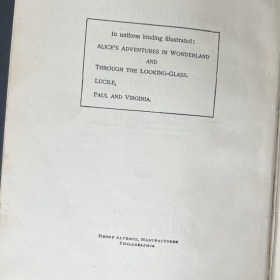 In uniform binding illustrated:
ALICE'S ADVENTURES IN WONDERLAND
AND
THROUGH THE LOOKING-GLASS.
LUCILE,
PAUL AND VIRGINIA.
HENRY ALTEMUS, MANUFACTURER
PHILADELPHIA